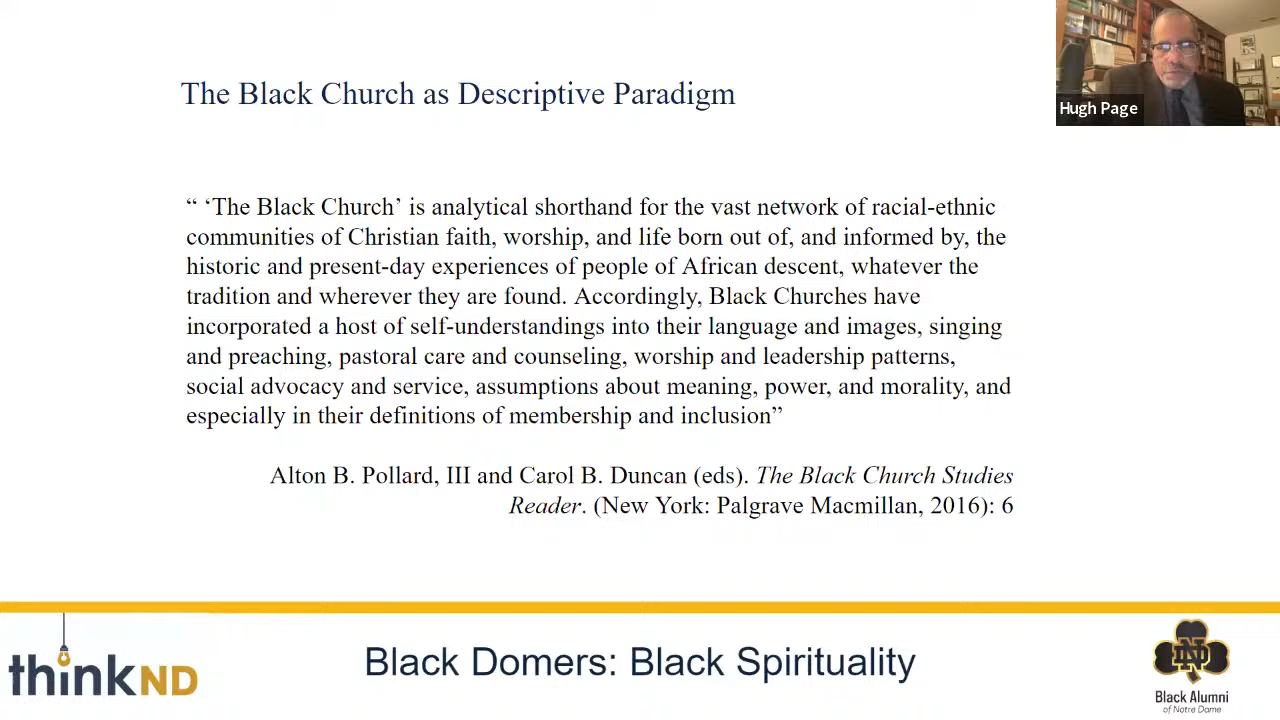 The Black Church as Descriptive Paradigm
Hugh Page
“ ‘The Black Church’ is analytical shorthand for the vast network of racial-ethnic
communities of Christian faith, worship, and life born out of, and informed by, the
historic and present-day experiences of people of African descent, whatever the
tradition and wherever they are found. Accordingly, Black Churches have
incorporated a host of self-understandings into their language and images, singing
and preaching, pastoral care and counseling, worship and leadership patterns,
social advocacy and service, assumptions about meaning, power, and morality, and
especially in their definitions of membership and inclusion”
Alton B. Pollard, III and Carol B. Duncan (eds). The Black Church Studies
Reader. (New York: Palgrave Macmillan, 2016): 6
thinkND
Black Domers: Black Spirituality
ND
Black Alumni
of Notre Dame